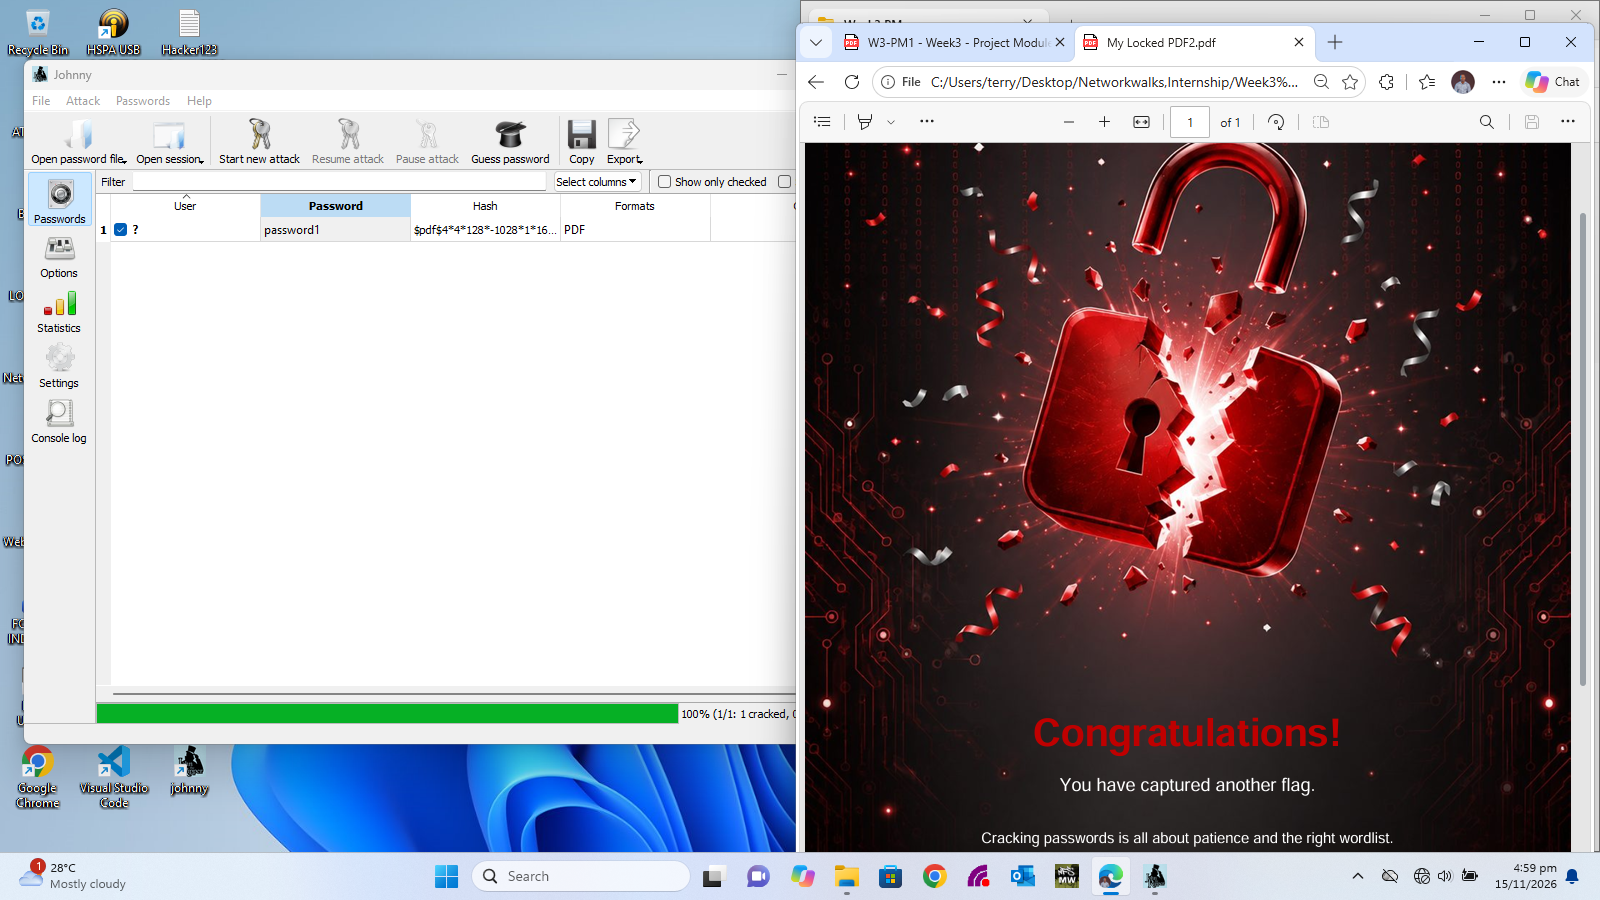 Recycle Bin
HSPA USB
Hacker123
Johnny
File Attack Passwords Help
Open password file
Open session
Start new attack
Resume attack
Pause attack
Guess password
Copy
Export
Filter
Select columns
Show only checked
User Password Hash Formats
1 ? password1 $pdf$4*4*128*-1028*1*16... PDF
Passwords
Options
Statistics
Settings
Console log
100% (1/1: 1 cracked,
Google Chrome
Visual Studio Code
johnny
W3-PM1 - Week3 - Project Module
My Locked PDF2.pdf
File C:/Users/terry/Desktop/Networkwalks,Internship/Week3%...
Chat
1 of 1
Congratulations!
You have captured another flag.
Cracking passwords is all about patience and the right wordlist.
1
28°C
Mostly cloudy
Search
4:59 pm
15/11/2026